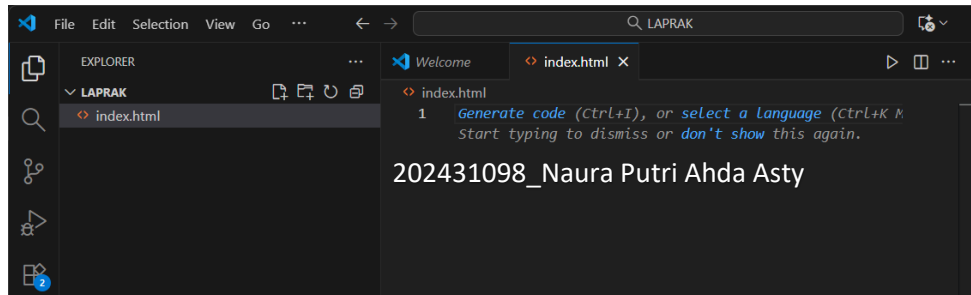 File Edit Selection View Go ··· LAPRAK
EXPLORER ···
Welcome index.html
LAPRAK
index.html
index.html
1 Generate code (Ctrl+I), or select a language (Ctrl+K M
Start typing to dismiss or don't show this again.
202431098_Naura Putri Ahda Asty
2